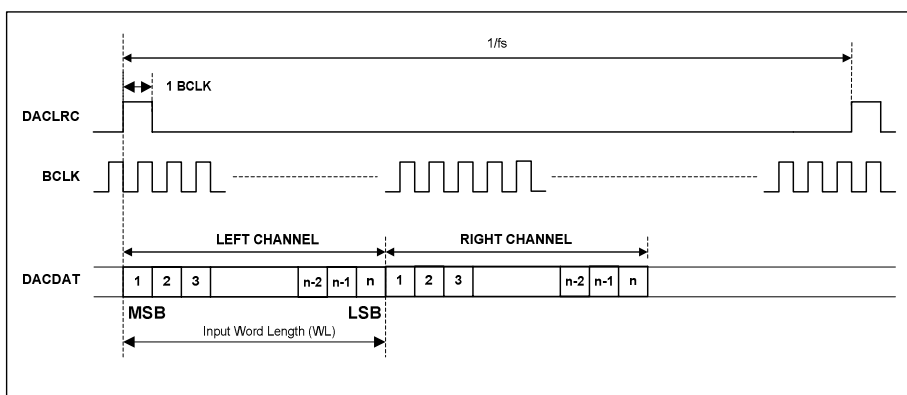 1/fs
1 BCLK
DACLRC
BCLK
LEFT CHANNEL RIGHT CHANNEL
DACDAT 1 2 3 n-2 n-1 n 1 2 3 n-2 n-1 n
MSB LSB
Input Word Length (WL)